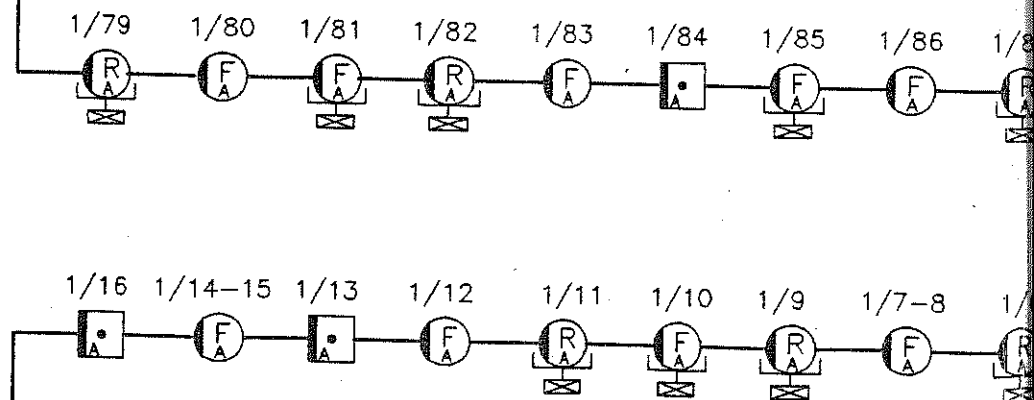 1/79 1/80 1/81 1/82 1/83 1/84 1/85 1/86
R F F R F F F R
A A A A A A A A A
1/16 1/14-15 1/13 1/12 1/11 1/10 1/9 1/7-8
F F R F R F R
A A A A A A A A A